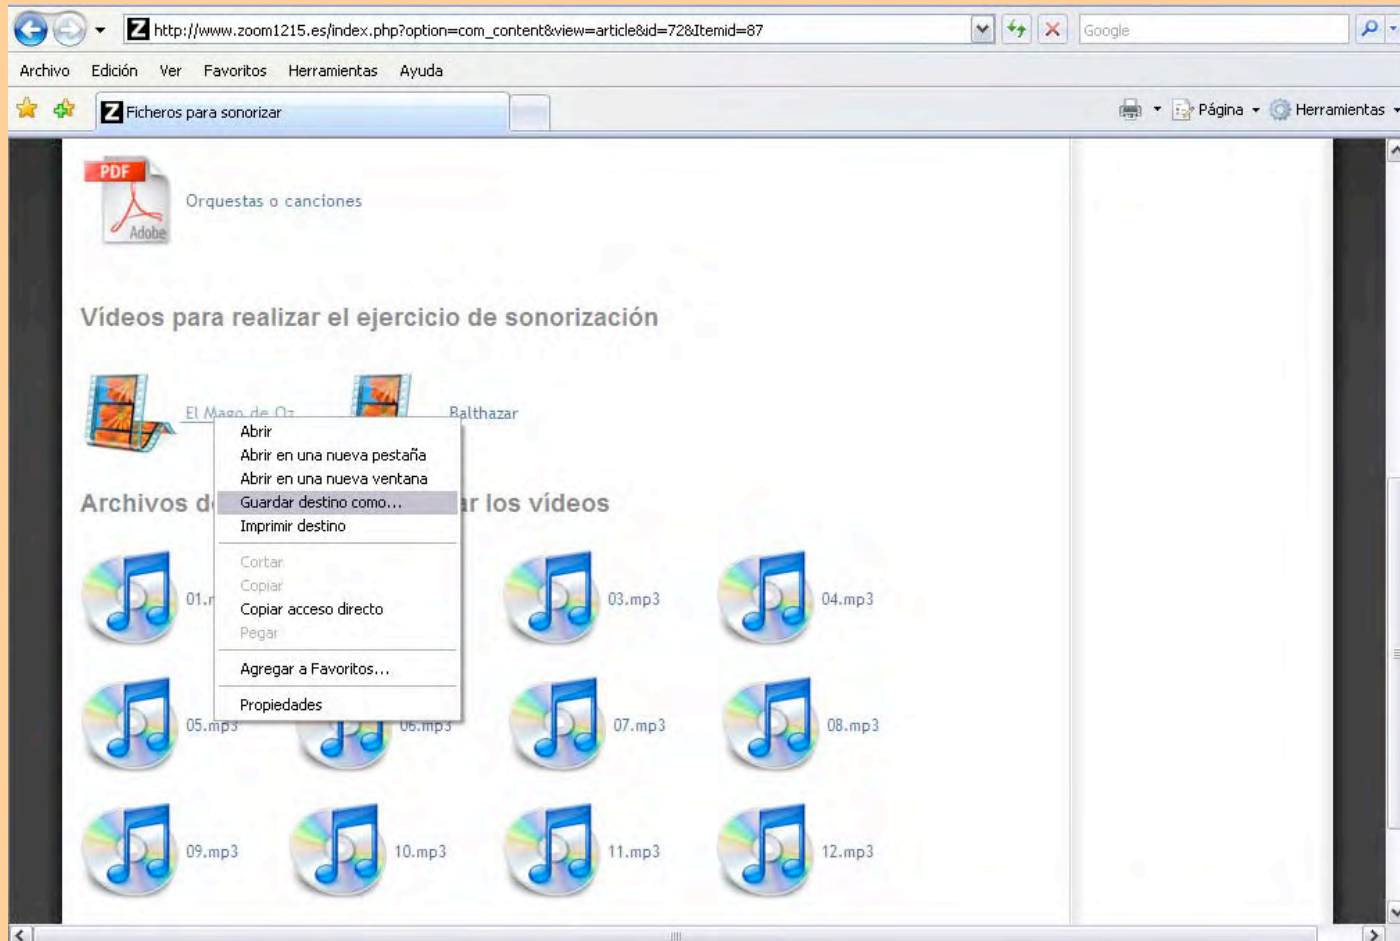 Z http://www.zoom1215.es/index.php?option=com_content&view=article&id=72&Itemid=87 Google
Archivo Edición Ver Favoritos Herramientas Ayuda
Z Ficheros para sonorizar Página Herramientas
PDF
Orquestas o canciones
Adobe
Vídeos para realizar el ejercicio de sonorización
El Mago de Oz Balthazar
Abrir
Abrir en una nueva pestaña
Abrir en una nueva ventana
Archivos los vídeos
Guardar destino como...
Imprimir destino
Cortar
Copiar
03.mp3 04.mp3
Copiar acceso directo
Pegar
Agregar a Favoritos...
Propiedades
05.mp3 06.mp3 07.mp3 08.mp3
09.mp3 10.mp3 11.mp3 12.mp3